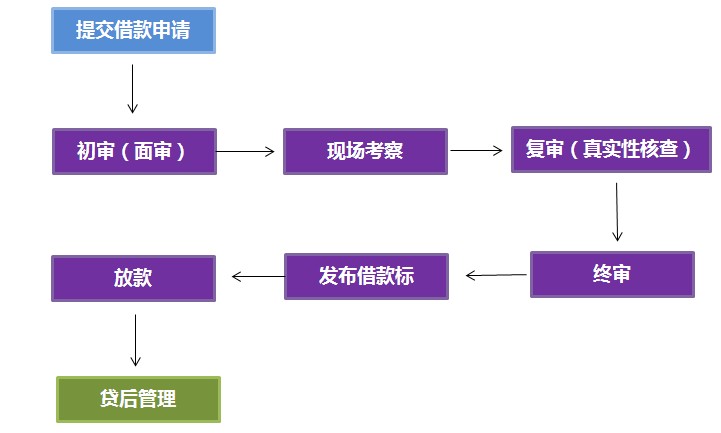 提交借款申请
初审（面审）
现场考察
复审（真实性核查）
终审
发布借款标
放款
贷后管理